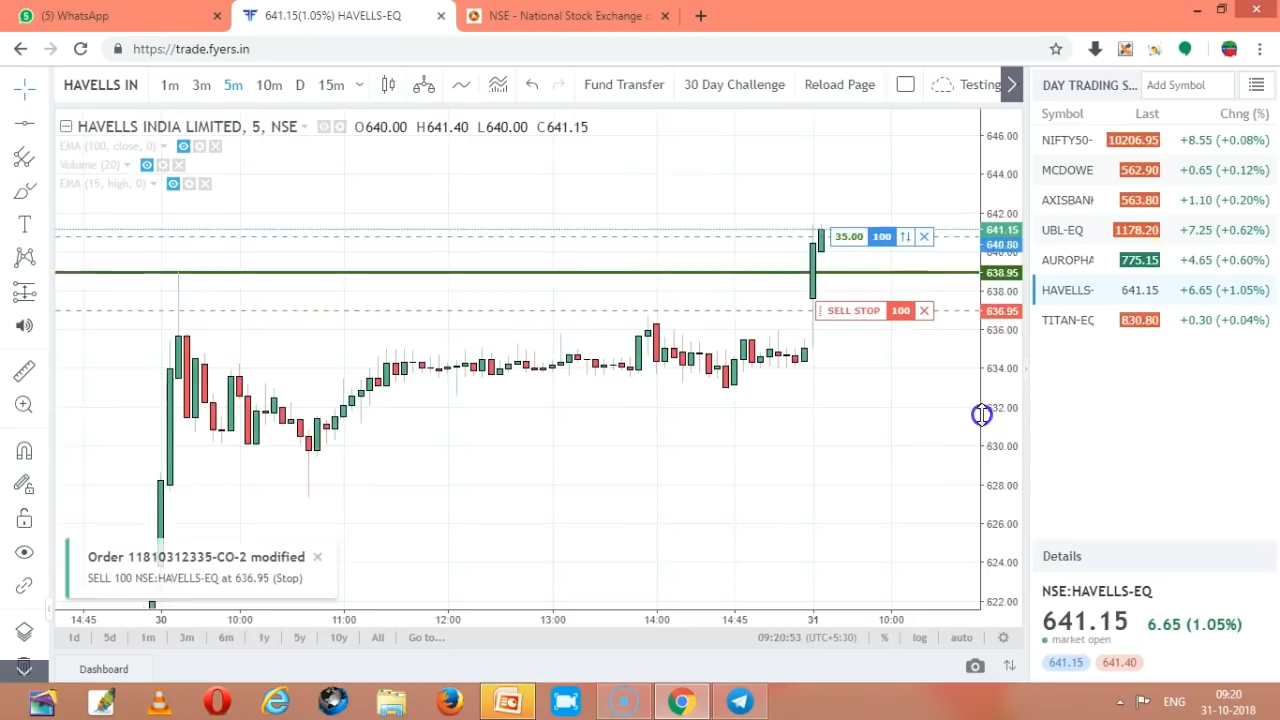 (5) WhatsApp
641.15(1.05%) HAVELLS-EQ
NSE - National Stock Exchange o
https://trade.fyers.in
HAVELLS IN 1m 3m 5m 10m D 15m Fund Transfer 30 Day Challenge Reload Page Testing
HAVELLS INDIA LIMITED, 5, NSE O640.00 H641.40 L640.00 C641.15
EMA (100, close, 0)
Volume (20)
EMA (15, high, 0)
646.00
644.00
642.00
641.15
35.00 100
640.80
640.00
638.95
638.00
SELL STOP 100
636.95
636.00
634.00
632.00
630.00
628.00
626.00
624.00
622.00
Order 11810312335-CO-2 modified
SELL 100 NSE:HAVELLS-EQ at 636.95 (Stop)
14:45 30 10:00 11:00 12:00 13:00 14:00 14:45 31 10:00
1d 5d 1m 3m 6m 1y 5y 10y All Go to... 09:20:53 (UTC+5:30) % log auto
Dashboard
DAY TRADING S... Add Symbol
Symbol Last Chng (%)
NIFTY50- 10206.95 +8.55 (+0.08%)
MCDOWE 562.90 +0.65 (+0.12%)
AXISBANK 563.80 +1.10 (+0.20%)
UBL-EQ 1178.20 +7.25 (+0.62%)
AUROPHA 775.15 +4.65 (+0.60%)
HAVELLS- 641.15 +6.65 (+1.05%)
TITAN-EQ 830.80 +0.30 (+0.04%)
Details
NSE:HAVELLS-EQ
641.15 6.65 (1.05%)
market open
641.15 641.40
ENG
09:20
31-10-2018